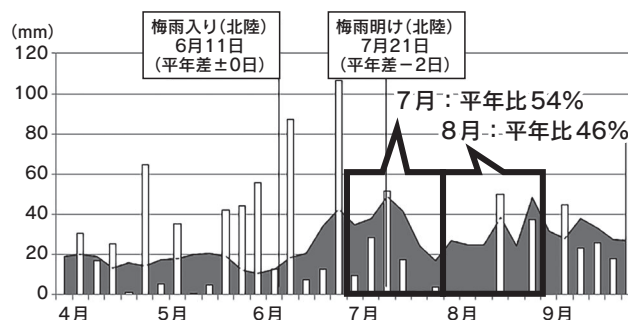 梅雨入り(北陸)
6月11日
(平年差±0日)
梅雨明け(北陸)
7月21日
(平年差−2日)
(mm)
7月：平年比54%
8月：平年比46%
120
100
80
60
40
20
0
4月 5月 6月 7月 8月 9月